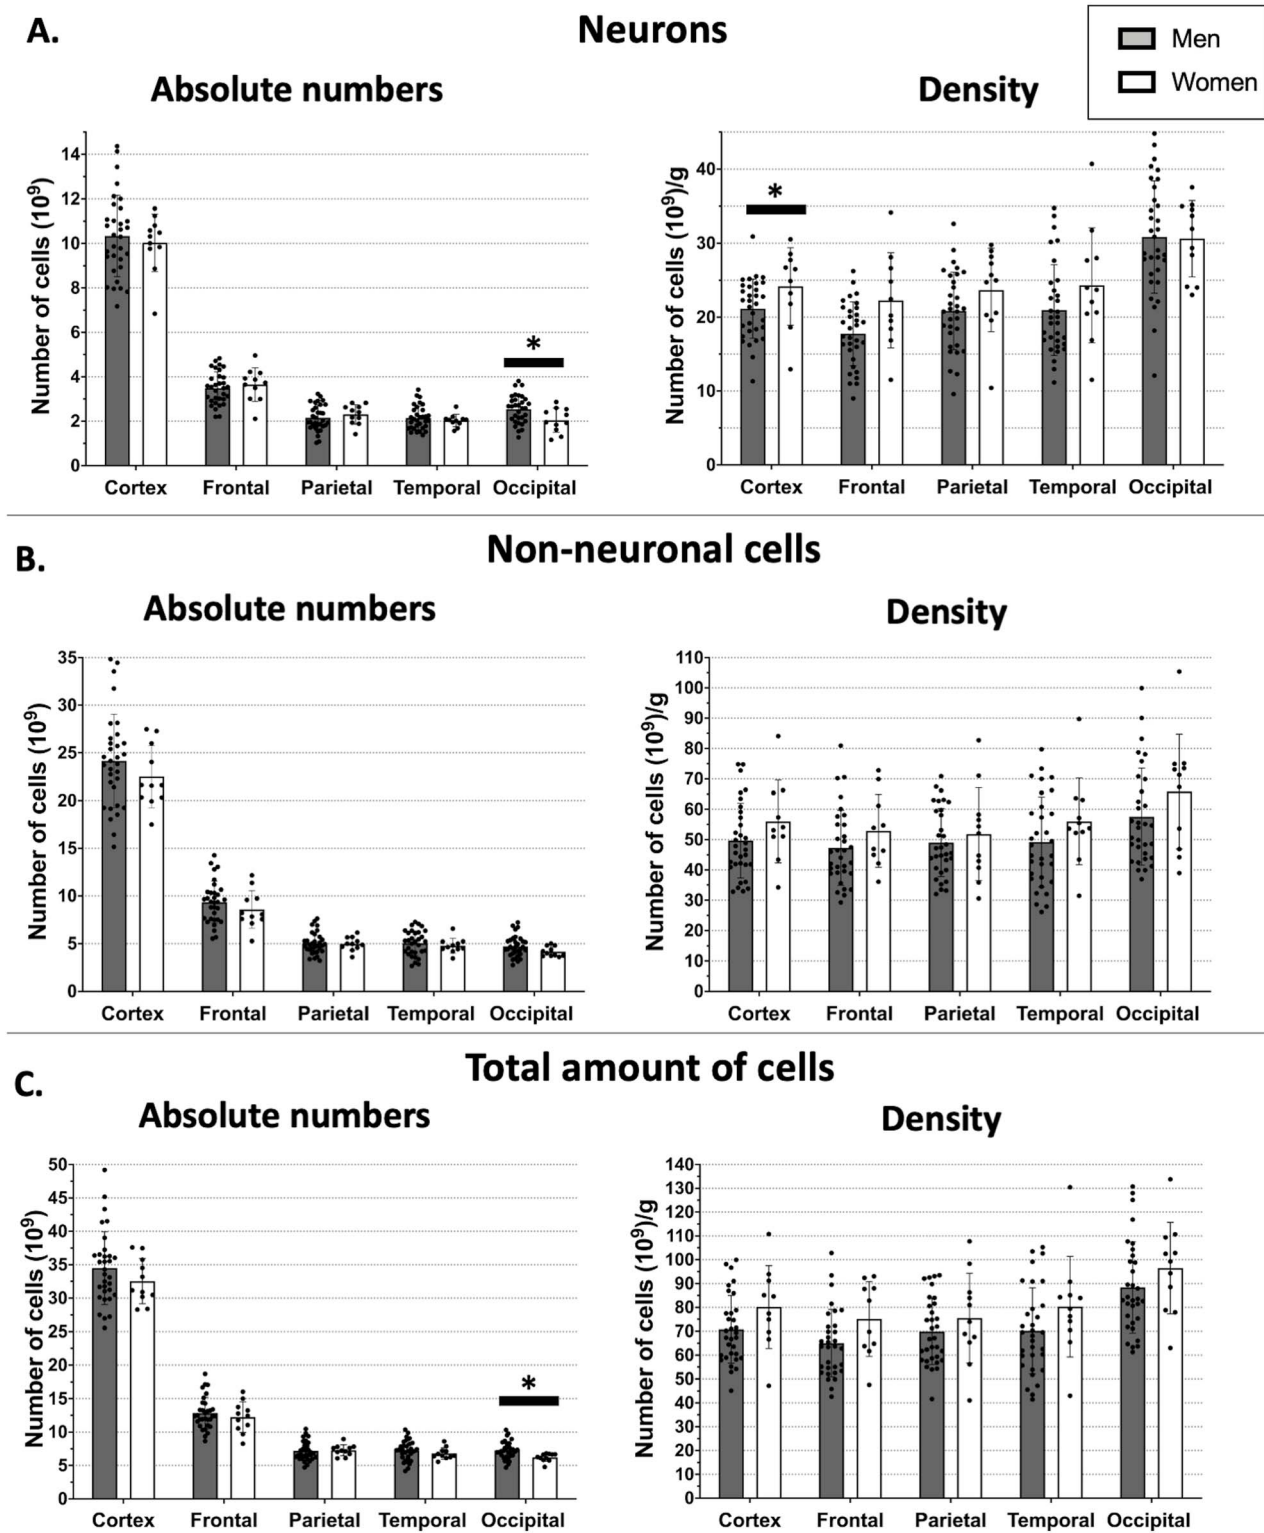 A.
Neurons
Men
Women
Absolute numbers
Density
Number of cells (10⁹)
14
12
10
8
6
4
2
0
*
Cortex Frontal Parietal Temporal Occipital
Number of cells (10⁹)/g
40
30
20
10
0
*
Cortex Frontal Parietal Temporal Occipital
B.
Non-neuronal cells
Absolute numbers
Density
Number of cells (10⁹)
35
30
25
20
15
10
5
0
Cortex Frontal Parietal Temporal Occipital
Number of cells (10⁹)/g
110
100
90
80
70
60
50
40
30
20
10
0
Cortex Frontal Parietal Temporal Occipital
C.
Total amount of cells
Absolute numbers
Density
Number of cells (10⁹)
50
45
40
35
30
25
20
15
10
5
0
*
Cortex Frontal Parietal Temporal Occipital
Number of cells (10⁹)/g
140
130
120
110
100
90
80
70
60
50
40
30
20
10
0
Cortex Frontal Parietal Temporal Occipital